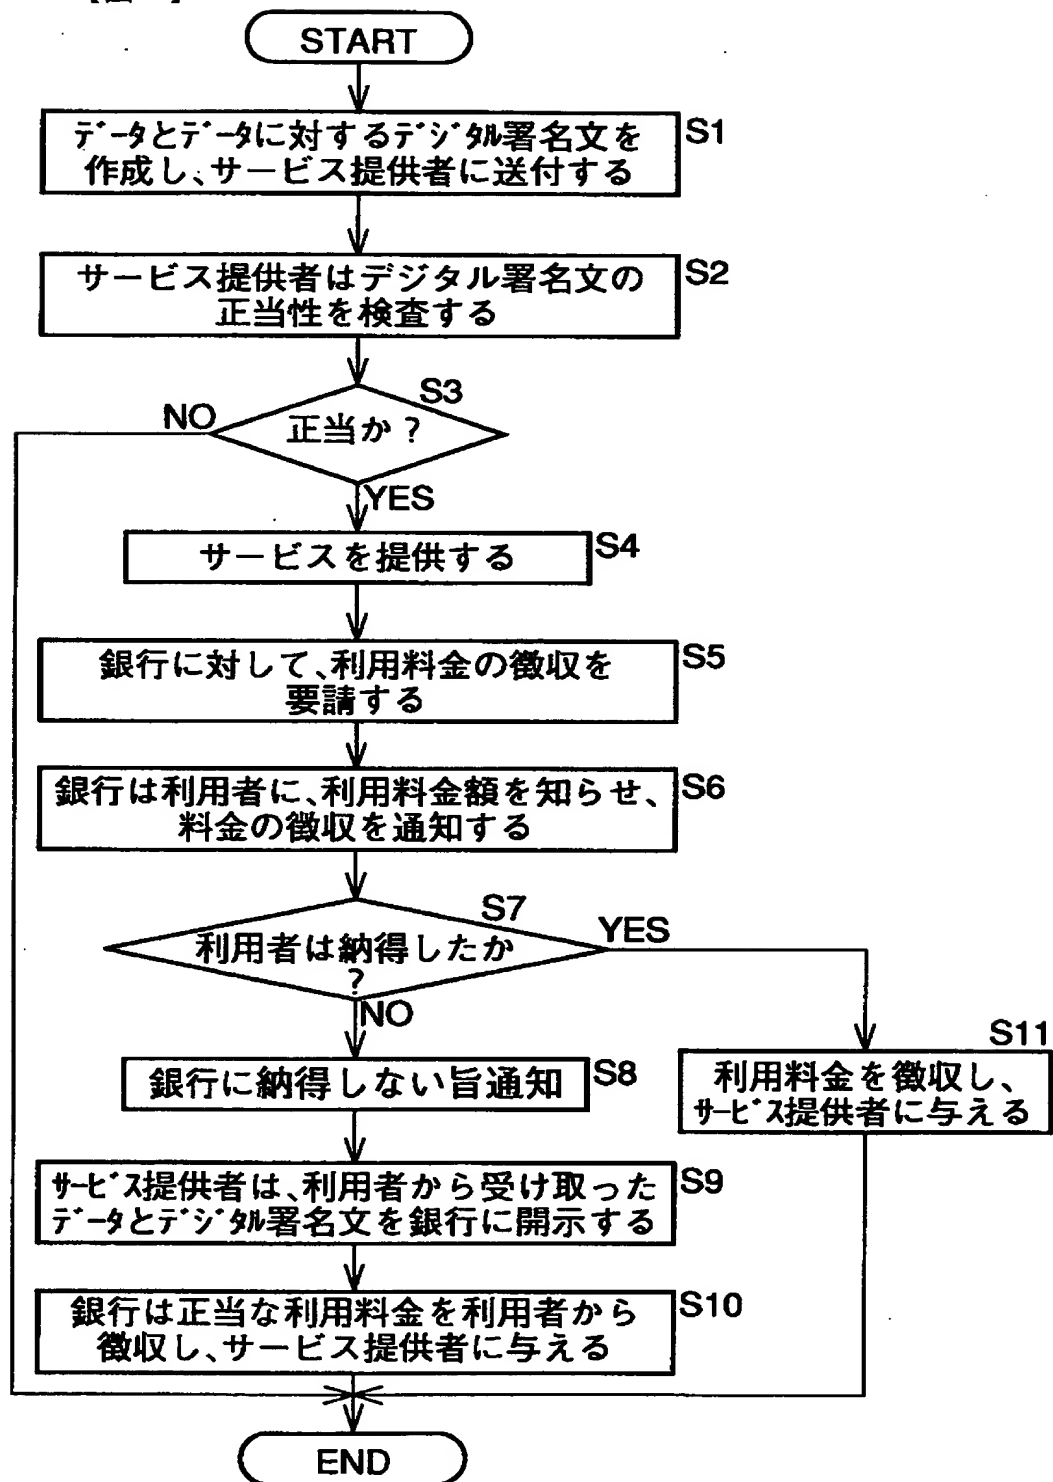 START
データとデータに対するデジタル署名文を
作成し、サービス提供者に送付する
S1
サービス提供者はデジタル署名文の
正当性を検査する
S2
S3
正当か?
NO
YES
サービスを提供する
S4
銀行に対して、利用料金の徴収を
要請する
S5
銀行は利用者に、利用料金額を知らせ、
料金の徴収を通知する
S6
S7
利用者は納得したか
?
YES
NO
銀行に納得しない旨通知
S8
S11
利用料金を徴収し、
サービス提供者に与える
サービス提供者は、利用者から受け取った
データとデジタル署名文を銀行に開示する
S9
銀行は正当な利用料金を利用者から
徴収し、サービス提供者に与える
S10
END